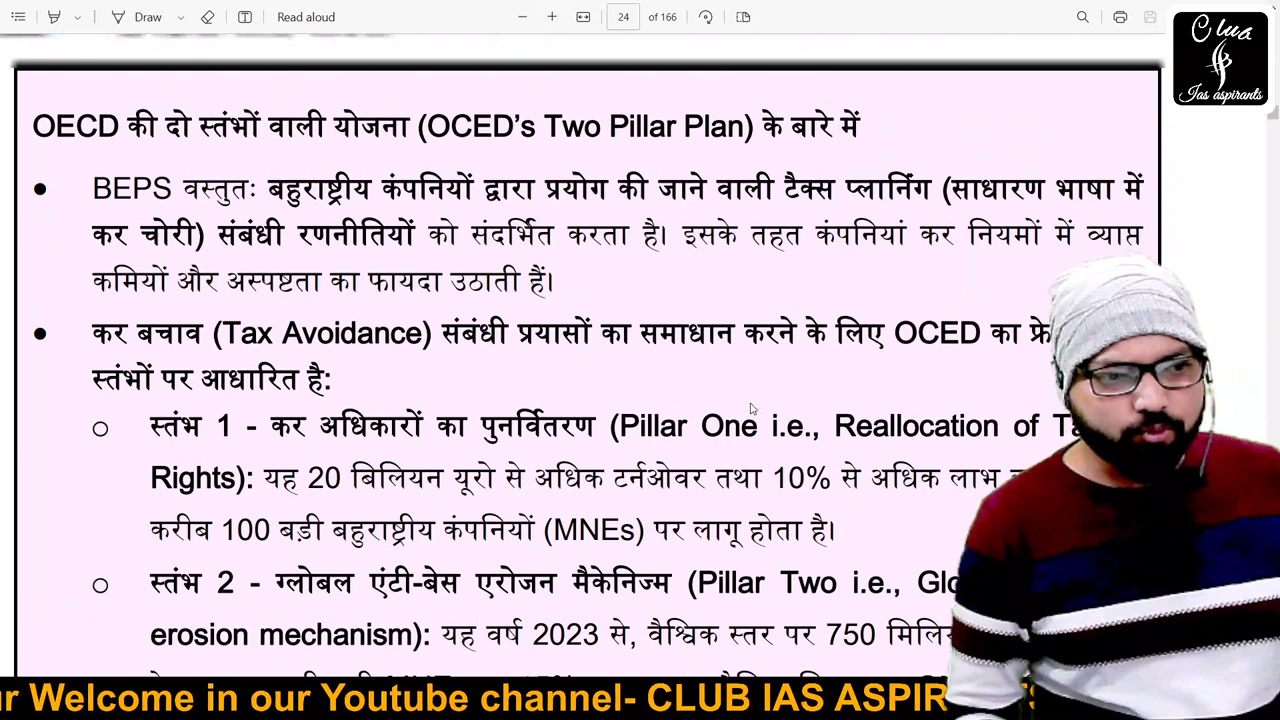 Draw
Read aloud
24
of 166
Club
Ias aspirants
OECD की दो स्तंभों वाली योजना (OCED's Two Pillar Plan) के बारे में
● BEPS वस्तुतः बहुराष्ट्रीय कंपनियों द्वारा प्रयोग की जाने वाली टैक्स प्लानिंग (साधारण भाषा में
कर चोरी) संबंधी रणनीतियों को संदर्भित करता है। इसके तहत कंपनियां कर नियमों में व्याप्त
कमियों और अस्पष्टता का फायदा उठाती हैं।
● कर बचाव (Tax Avoidance) संबंधी प्रयासों का समाधान करने के लिए OCED का
स्तंभों पर आधारित है:
○ स्तंभ 1 - कर अधिकारों का पुनर्वितरण (Pillar One i.e., Reallocation of
Rights): यह 20 बिलियन यूरो से अधिक टर्नओवर तथा 10% से अधिक लाभ
करीब 100 बड़ी बहुराष्ट्रीय कंपनियों (MNEs) पर लागू होता है।
○ स्तंभ 2 - ग्लोबल एंटी-बेस एरोजन मैकेनिज्म (Pillar Two i.e.,
erosion mechanism): यह वर्ष 2023 से, वैश्विक स्तर पर 750
Welcome in our Youtube channel- CLUB IAS ASPIR